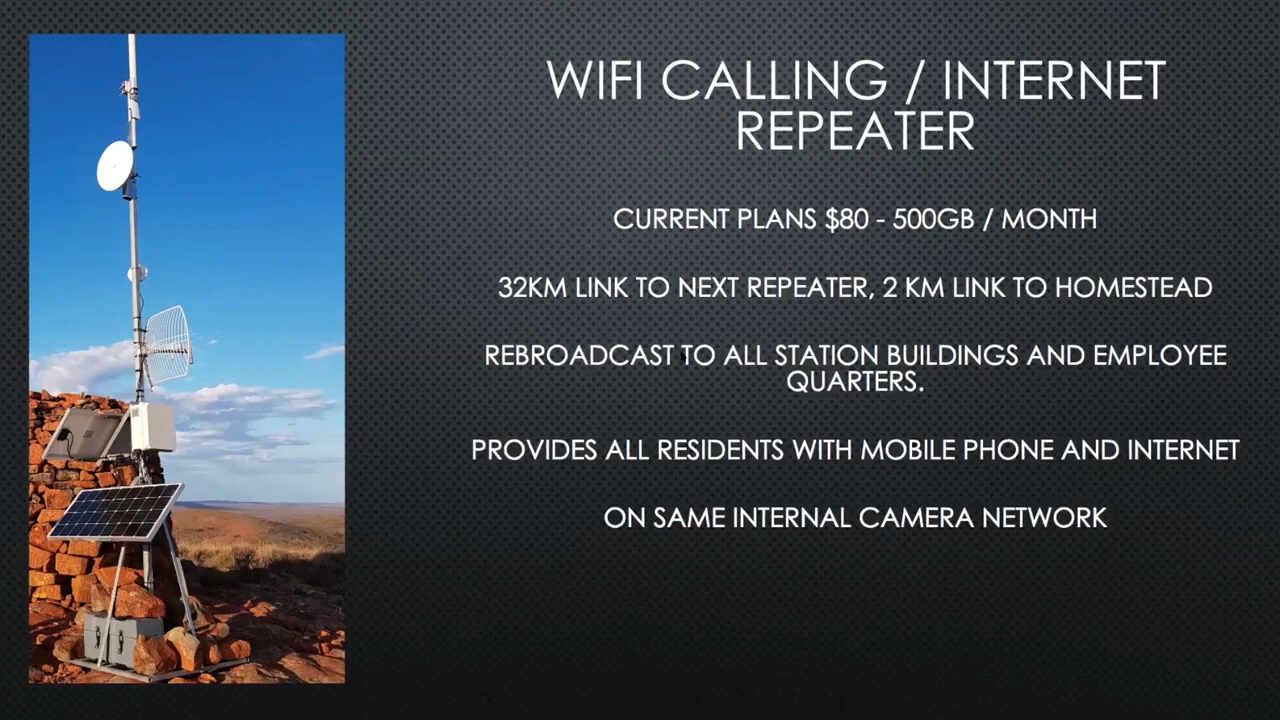 WIFI CALLING / INTERNET
REPEATER
CURRENT PLANS $80 - 500GB / MONTH
32KM LINK TO NEXT REPEATER, 2 KM LINK TO HOMESTEAD
REBROADCAST TO ALL STATION BUILDINGS AND EMPLOYEE
QUARTERS.
PROVIDES ALL RESIDENTS WITH MOBILE PHONE AND INTERNET
ON SAME INTERNAL CAMERA NETWORK